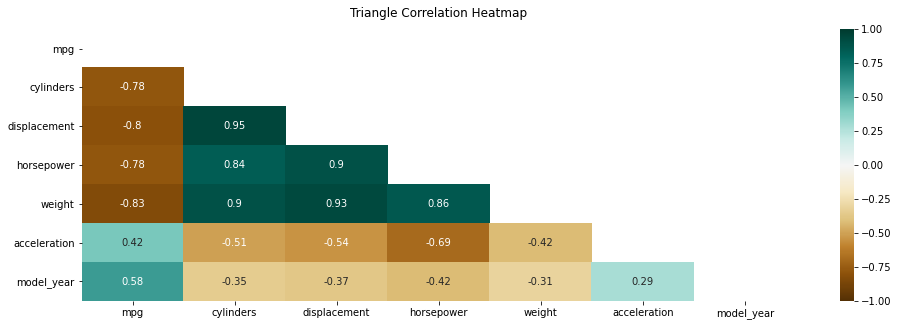 Triangle Correlation Heatmap
mpg
cylinders -0.78
displacement -0.8 0.95
horsepower -0.78 0.84 0.9
weight -0.83 0.9 0.93 0.86
acceleration 0.42 -0.51 -0.54 -0.69 -0.42
model_year 0.58 -0.35 -0.37 -0.42 -0.31 0.29
mpg cylinders displacement horsepower weight acceleration model_year
1.00
0.75
0.50
0.25
0.00
−0.25
−0.50
−0.75
−1.00